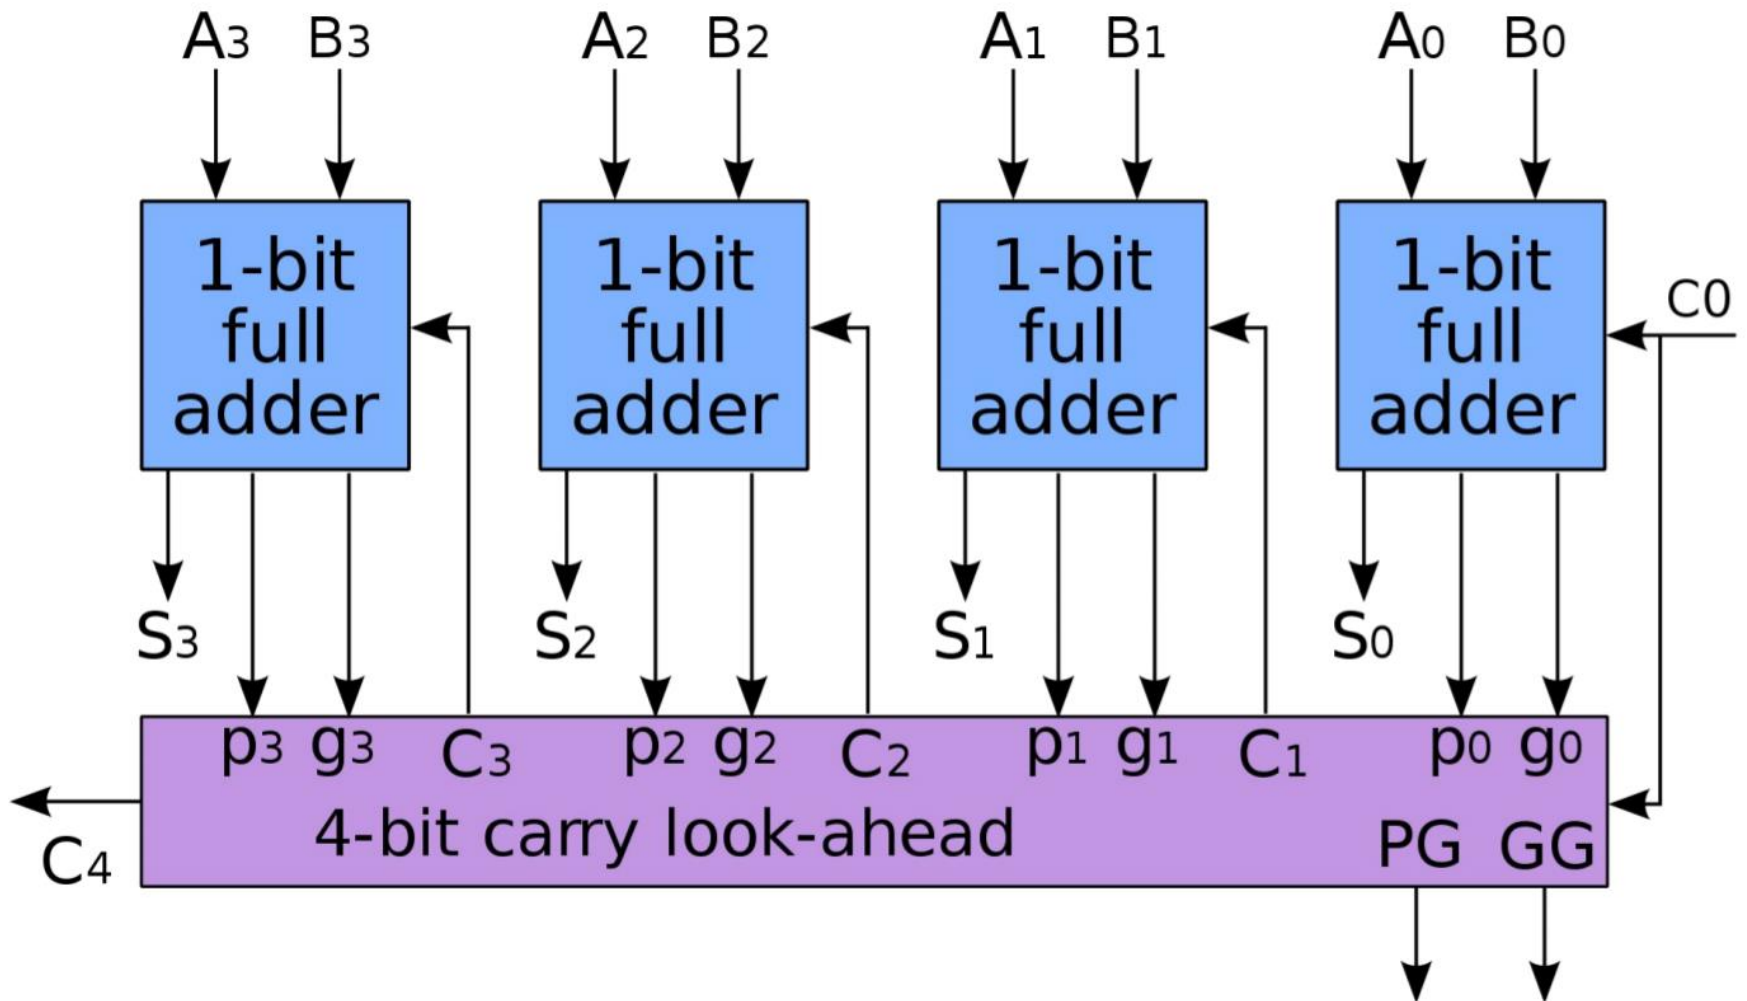 A3 B3 A2 B2 A1 B1 A0 B0
1-bit full adder
1-bit full adder
1-bit full adder
1-bit full adder
C0
S3 S2 S1 S0
p3 g3 C3 p2 g2 C2 p1 g1 C1 p0 g0
4-bit carry look-ahead PG GG
C4